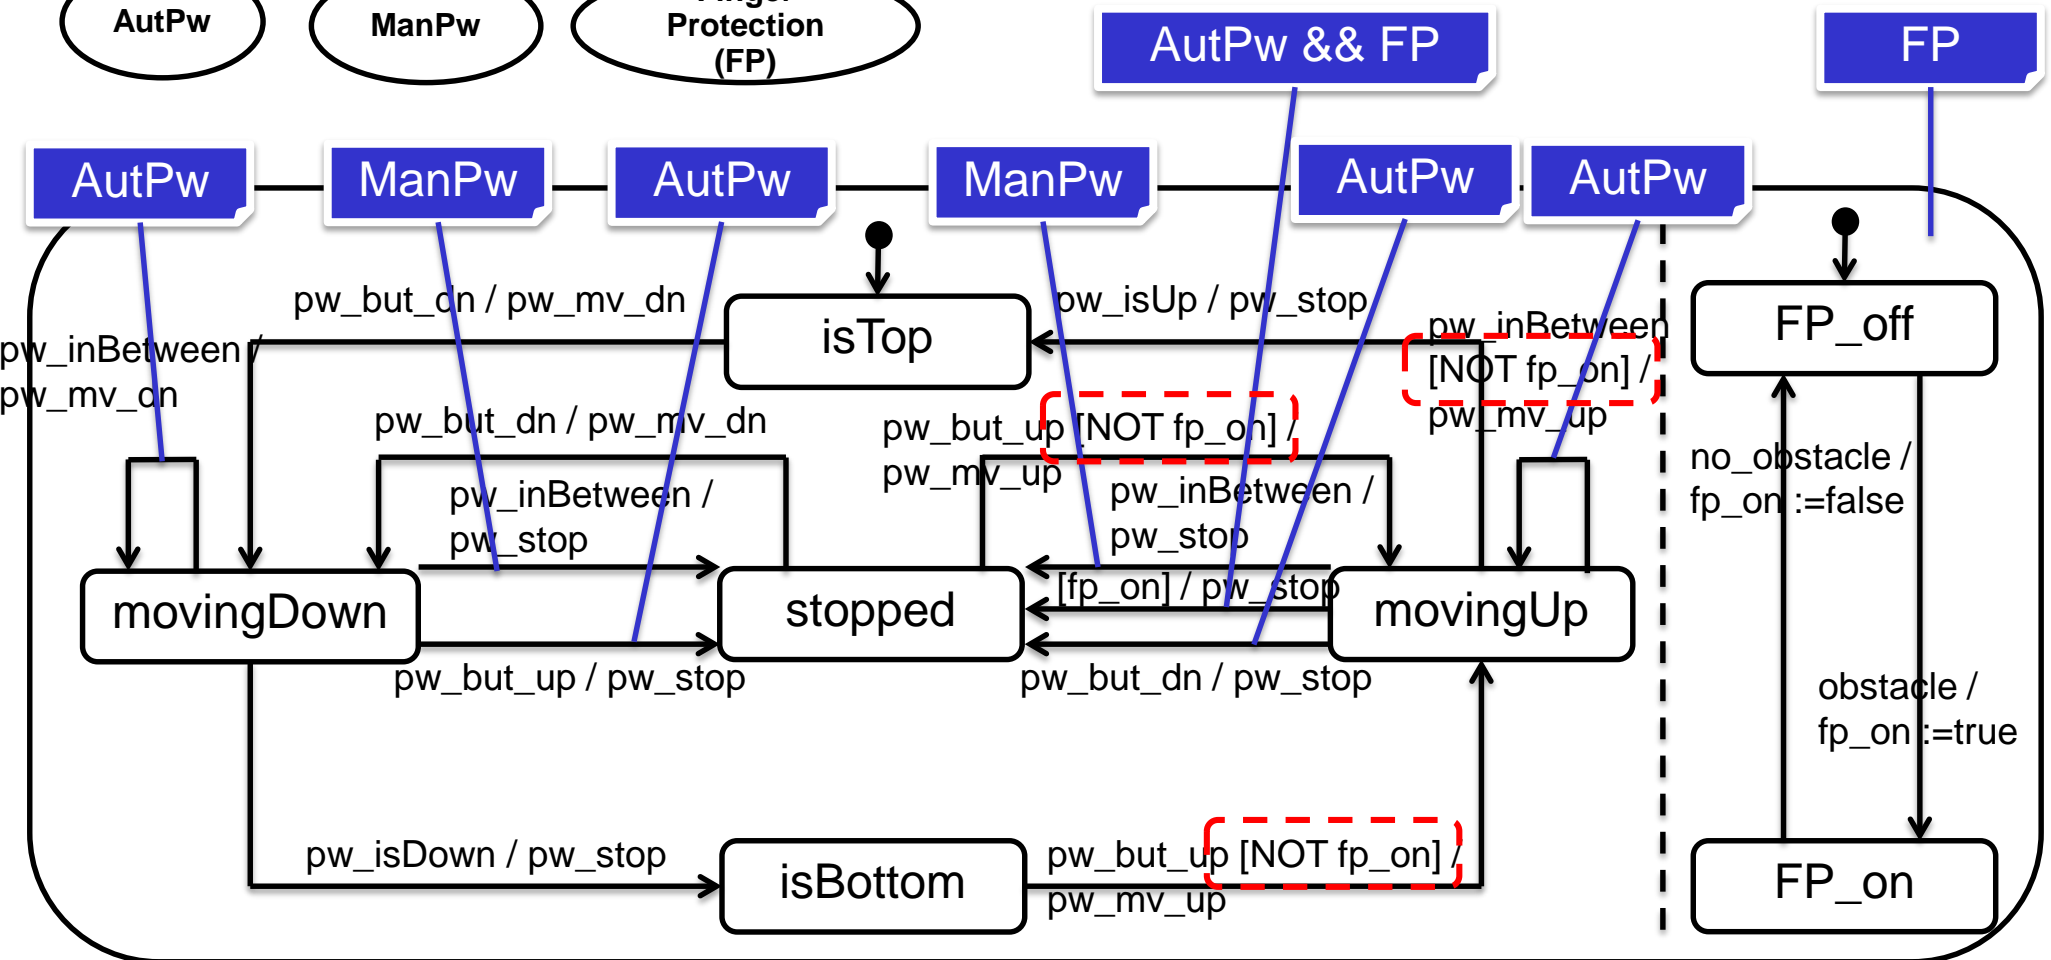 AutPw
ManPw
Protection
(FP)
AutPw && FP
FP
AutPw
ManPw
AutPw
ManPw
AutPw
AutPw
pw_but_dn / pw_mv_dn
isTop
pw_isUp / pw_stop
pw_inBetween
[NOT fp_on] /
pw_mv_up
FP_off
pw_inBetween /
pw_mv_dn
pw_but_dn / pw_mv_dn
pw_but_up [NOT fp_on] /
pw_mv_up
pw_inBetween /
pw_stop
pw_inBetween /
pw_stop
no_obstacle /
fp_on :=false
[fp_on] / pw_stop
movingDown
stopped
movingUp
pw_but_up / pw_stop
pw_but_dn / pw_stop
obstacle /
fp_on :=true
pw_isDown / pw_stop
isBottom
pw_but_up [NOT fp_on] /
pw_mv_up
FP_on